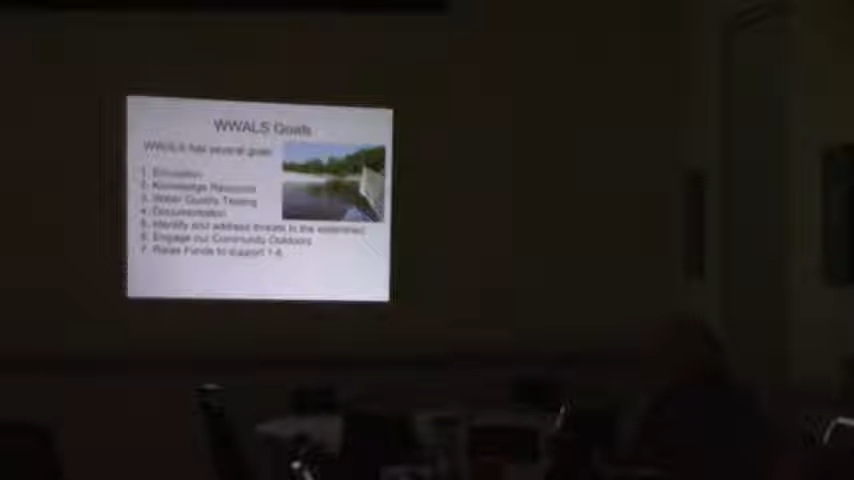 WWALS Goals
WWALS has several goals
1. Education
2. Knowledge Resource
3. Water Quality Testing
4. Documentation
5. Identify and address threats to the watershed
6. Engage our Community Outdoors
7. Raise Funds to support 1-6